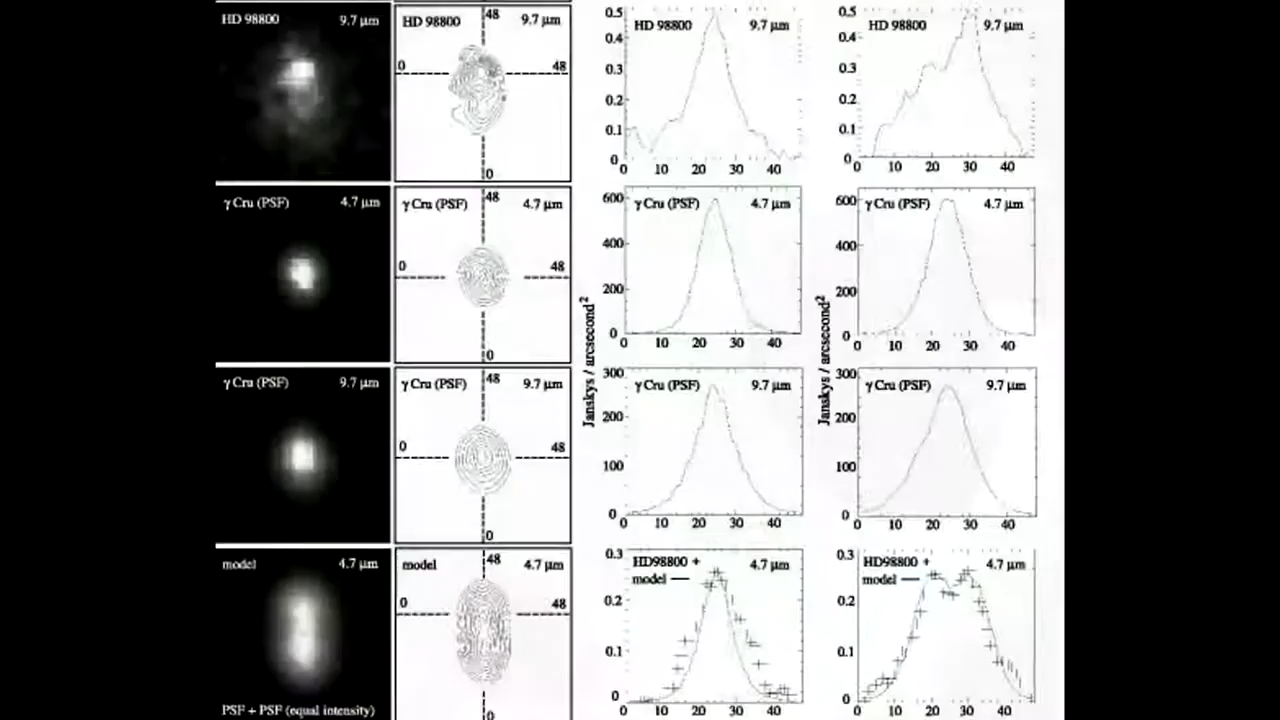 HD 98800 9.7 μm
HD 98800 48 9.7 μm
0 48
0
HD 98800 9.7 μm
0.5
0.4
0.3
0.2
0.1
0
0 10 20 30 40
HD 98800 9.7 μm
0.5
0.4
0.3
0.2
0.1
0
0 10 20 30 40
γ Cru (PSF) 4.7 μm
γ Cru (PSF) 48 4.7 μm
0 48
0
γ Cru (PSF) 4.7 μm
600
400
200
0
0 10 20 30 40
γ Cru (PSF) 4.7 μm
600
400
200
0
0 10 20 30 40
Janskys / arcsecond²
Janskys / arcsecond²
γ Cru (PSF) 9.7 μm
γ Cru (PSF) 48 9.7 μm
0 48
0
γ Cru (PSF) 9.7 μm
300
200
100
0
0 10 20 30 40
γ Cru (PSF) 9.7 μm
300
200
100
0
0 10 20 30 40
model 4.7 μm
PSF + PSF (equal intensity)
model 48 4.7 μm
0 48
0
HD98800 + 4.7 μm
model —
0.3
0.2
0.1
0
0 10 20 30 40
HD98800 + 4.7 μm
model —
0.3
0.2
0.1
0
0 10 20 30 40